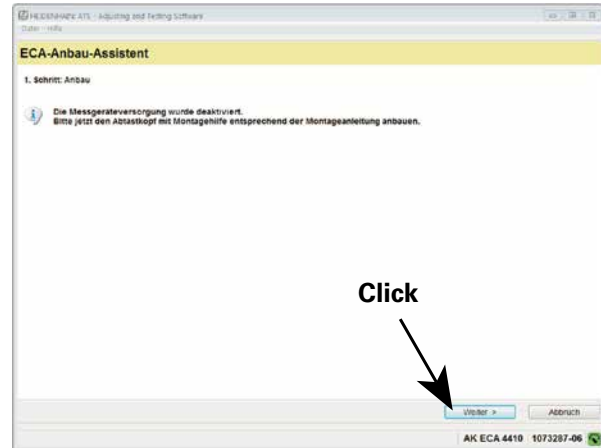 HEIDENHAIN ATS - Adjusting and Testing Software
Datei Hilfe
ECA-Anbau-Assistent
1. Schritt: Anbau
Die Messgeräteversorgung wurde deaktiviert.
Bitte jetzt den Abtastkopf mit Montagehilfe entsprechend der Montageanleitung anbauen.
Click
Weiter >
Abbruch
AK ECA 4410 1073287-06